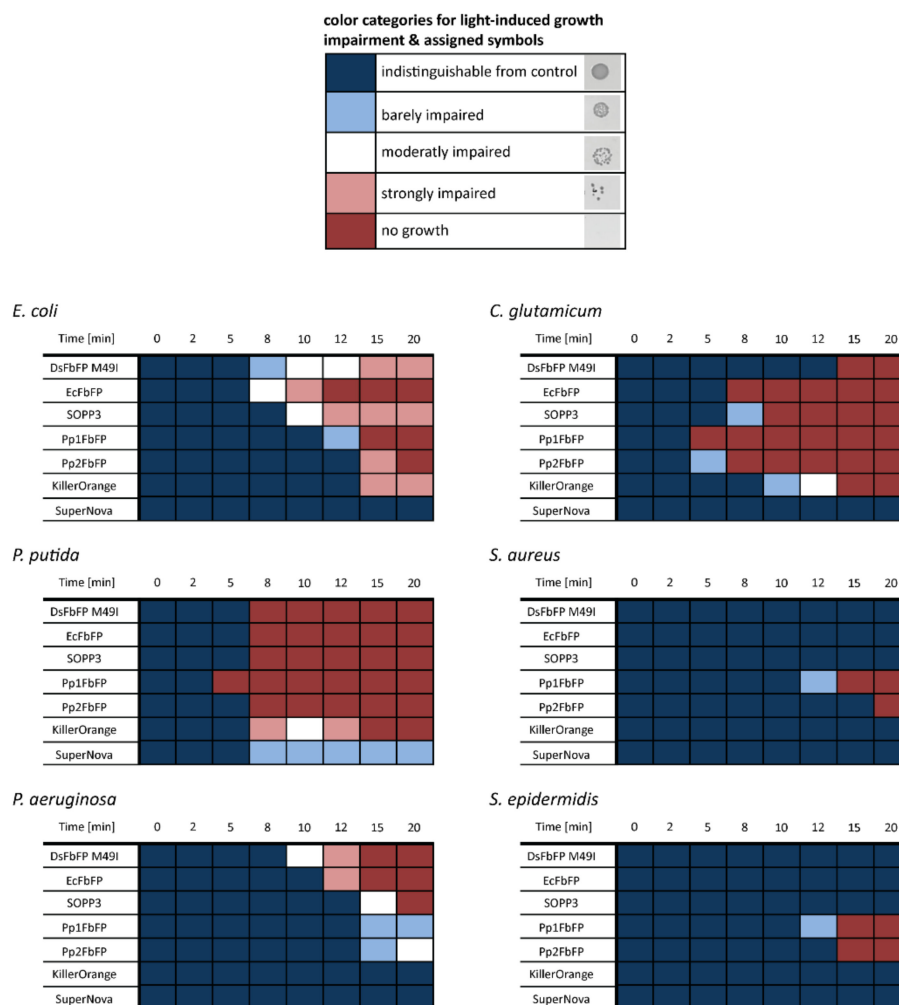 color categories for light-induced growth
impairment & assigned symbols
indistinguishable from control
barely impaired
moderatly impaired
strongly impaired
no growth
E. coli
Time [min] 0 2 5 8 10 12 15 20
DsFbFP M49I
EcFbFP
SOPP3
Pp1FbFP
Pp2FbFP
KillerOrange
SuperNova
C. glutamicum
Time [min] 0 2 5 8 10 12 15 20
DsFbFP M49I
EcFbFP
SOPP3
Pp1FbFP
Pp2FbFP
KillerOrange
SuperNova
P. putida
Time [min] 0 2 5 8 10 12 15 20
DsFbFP M49I
EcFbFP
SOPP3
Pp1FbFP
Pp2FbFP
KillerOrange
SuperNova
S. aureus
Time [min] 0 2 5 8 10 12 15 20
DsFbFP M49I
EcFbFP
SOPP3
Pp1FbFP
Pp2FbFP
KillerOrange
SuperNova
P. aeruginosa
Time [min] 0 2 5 8 10 12 15 20
DsFbFP M49I
EcFbFP
SOPP3
Pp1FbFP
Pp2FbFP
KillerOrange
SuperNova
S. epidermidis
Time [min] 0 2 5 8 10 12 15 20
DsFbFP M49I
EcFbFP
SOPP3
Pp1FbFP
Pp2FbFP
KillerOrange
SuperNova